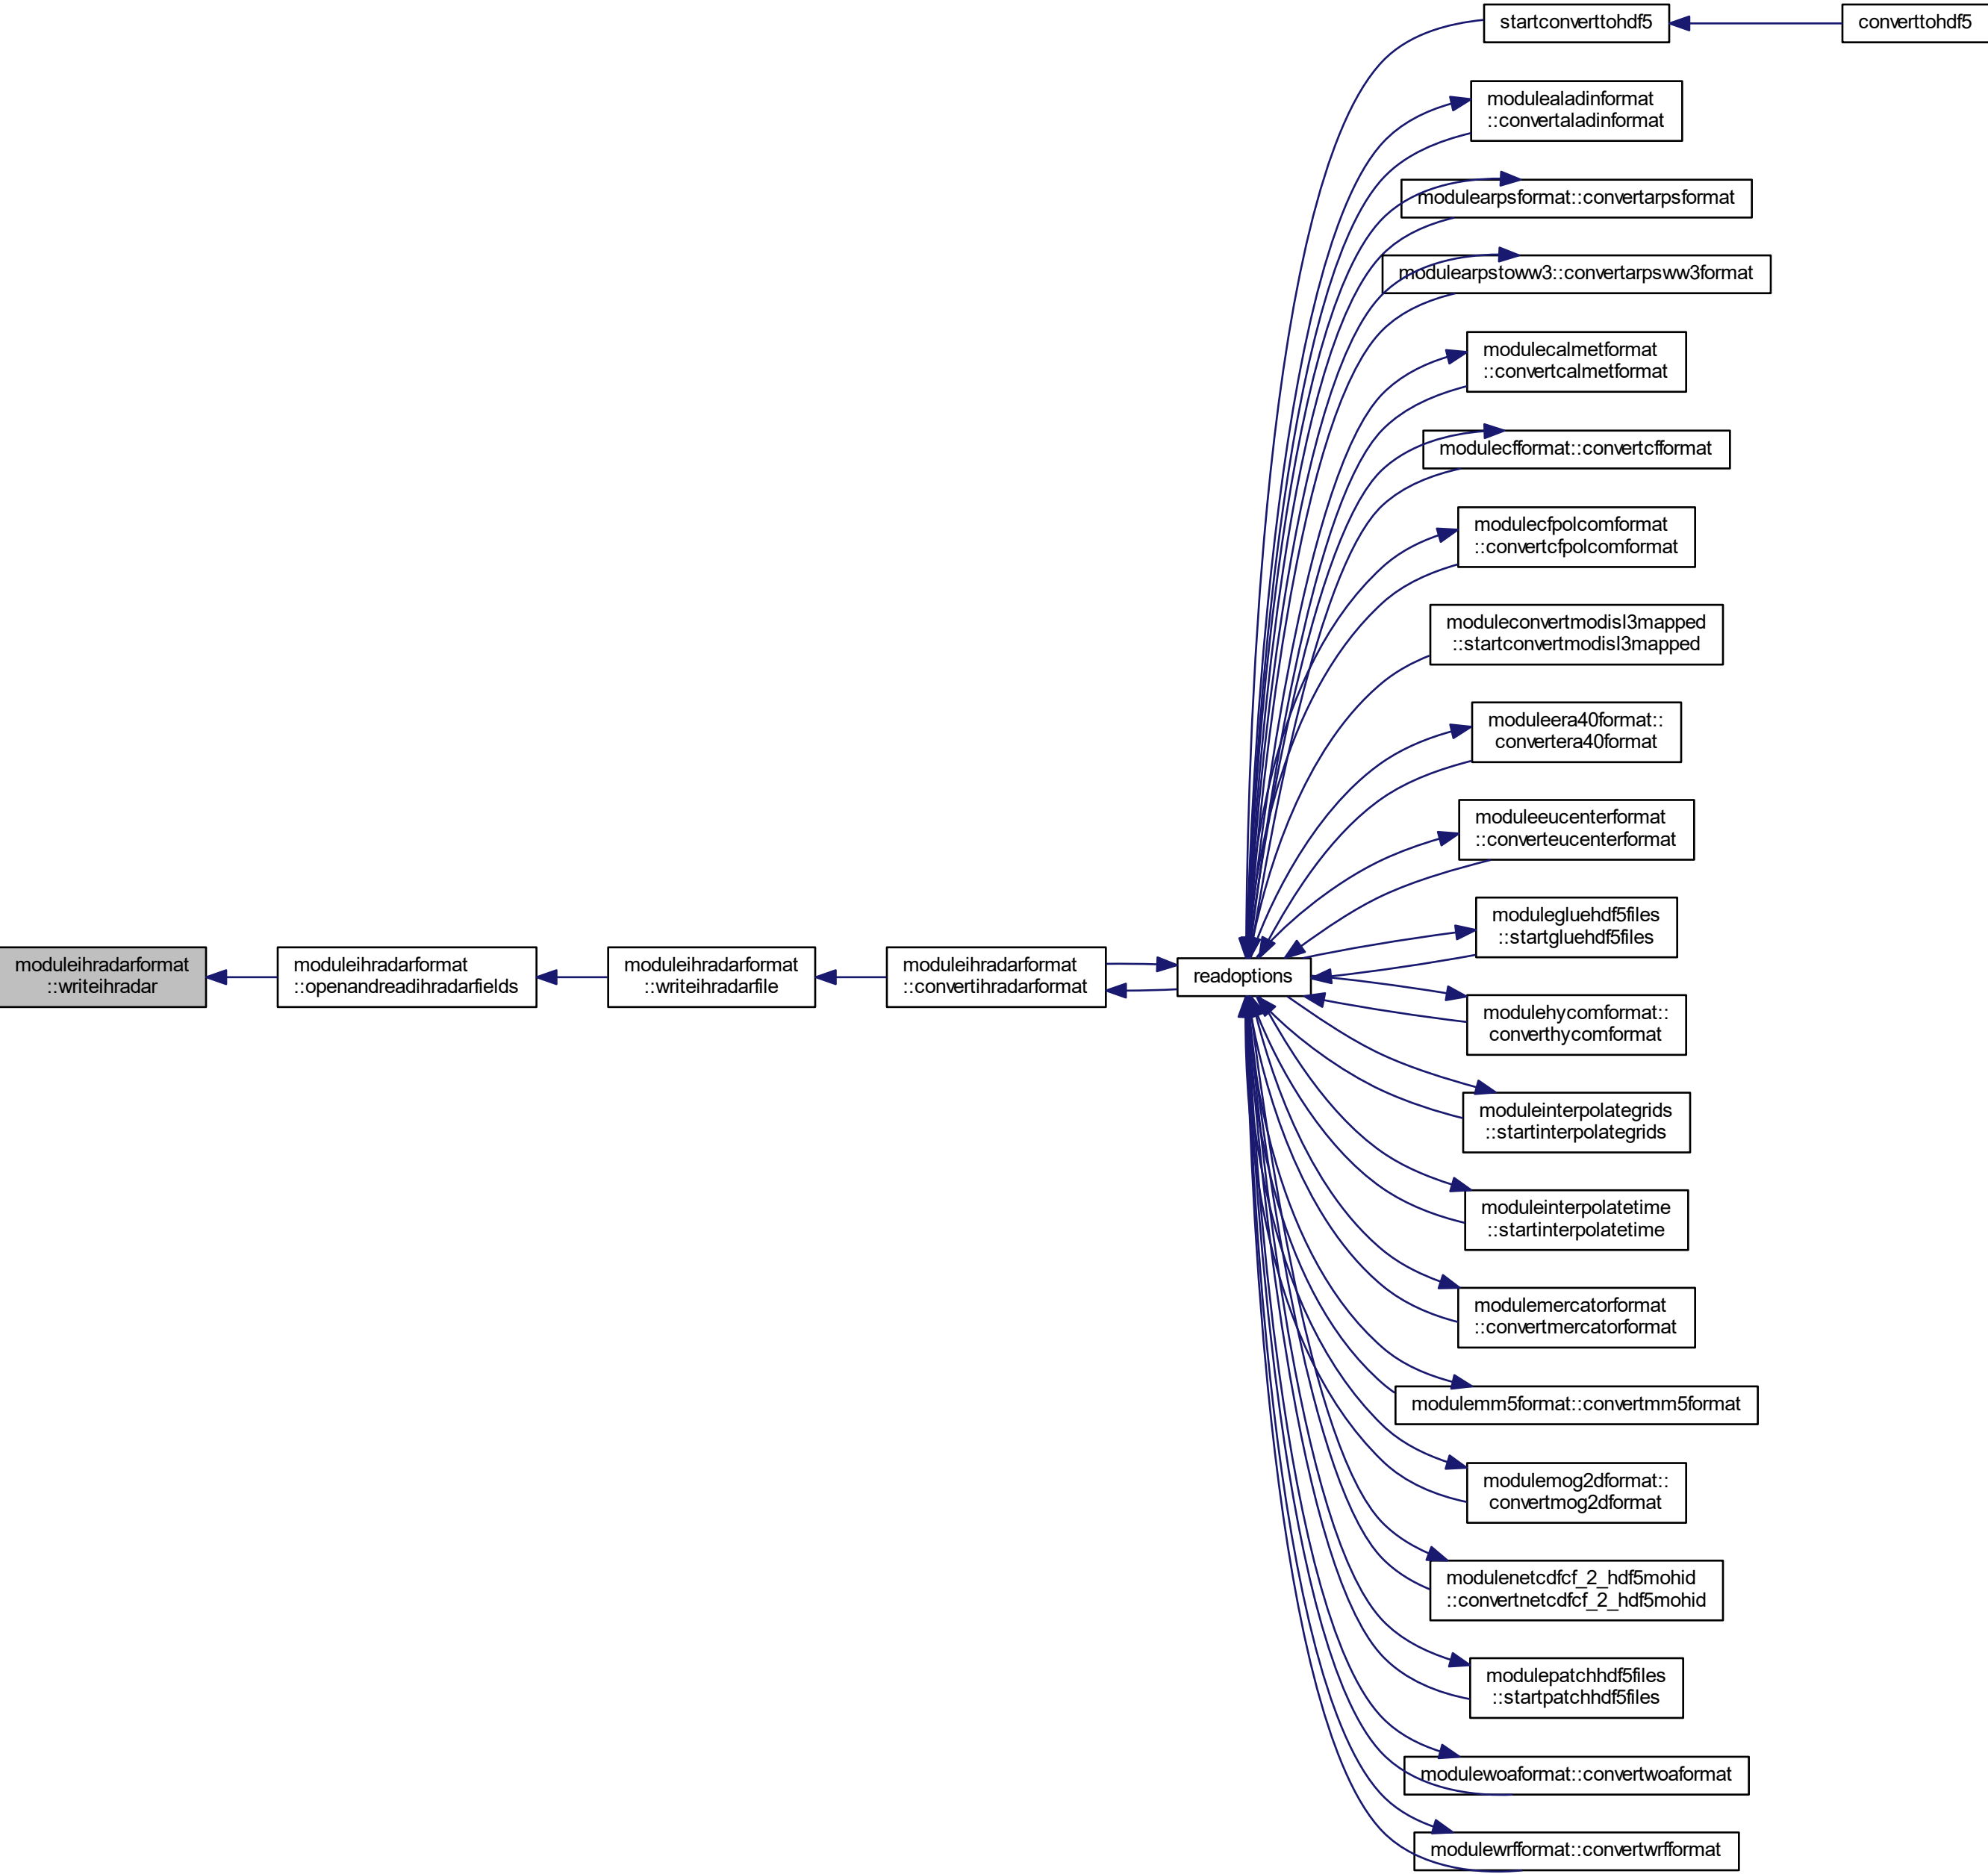 startconverttohdf5
converttohdf5
modulealadinformat
::convertaladinformat
modulearpsformat::convertarpsformat
modulearpstoww3::convertarpsww3format
modulecalmetformat
::convertcalmetformat
modulecfformat::convertcfformat
modulecfpolcomformat
::convertcfpolcomformat
moduleconvertmodisl3mapped
::startconvertmodisl3mapped
moduleera40format::
convertera40format
moduleeucenterformat
::converteucenterformat
modulegluehdf5files
::startgluehdf5files
moduleihradarformat
::writeihradar
moduleihradarformat
::openandreadihradarfields
moduleihradarformat
::writeihradarfile
moduleihradarformat
::convertihradarformat
readoptions
modulehycomformat::
converthycomformat
moduleinterpolategrids
::startinterpolategrids
moduleinterpolatetime
::startinterpolatetime
modulemercatorformat
::convertmercatorformat
modulemm5format::convertmm5format
modulemog2dformat::
convertmog2dformat
modulenetcdfcf_2_hdf5mohid
::convertnetcdfcf_2_hdf5mohid
modulepatchhdf5files
::startpatchhdf5files
modulewoaformat::convertwoaformat
modulewrfformat::convertwrfformat